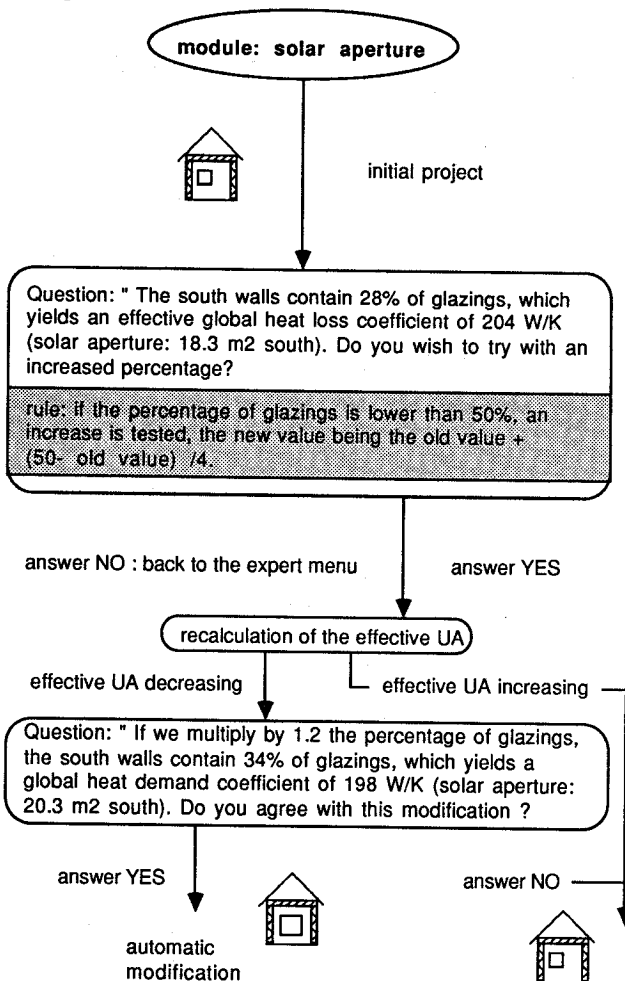 module: solar aperture
initial project
Question: " The south walls contain 28% of glazings, which
yields an effective global heat loss coefficient of 204 W/K
(solar aperture: 18.3 m2 south). Do you wish to try with an
increased percentage?
rule: if the percentage of glazings is lower than 50%, an
increase is tested, the new value being the old value +
(50- old value) /4.
answer NO : back to the expert menu
answer YES
recalculation of the effective UA
effective UA decreasing
effective UA increasing
Question: " If we multiply by 1.2 the percentage of glazings,
the south walls contain 34% of glazings, which yields a
global heat demand coefficient of 198 W/K (solar aperture:
20.3 m2 south). Do you agree with this modification ?
answer YES
answer NO
automatic
modification